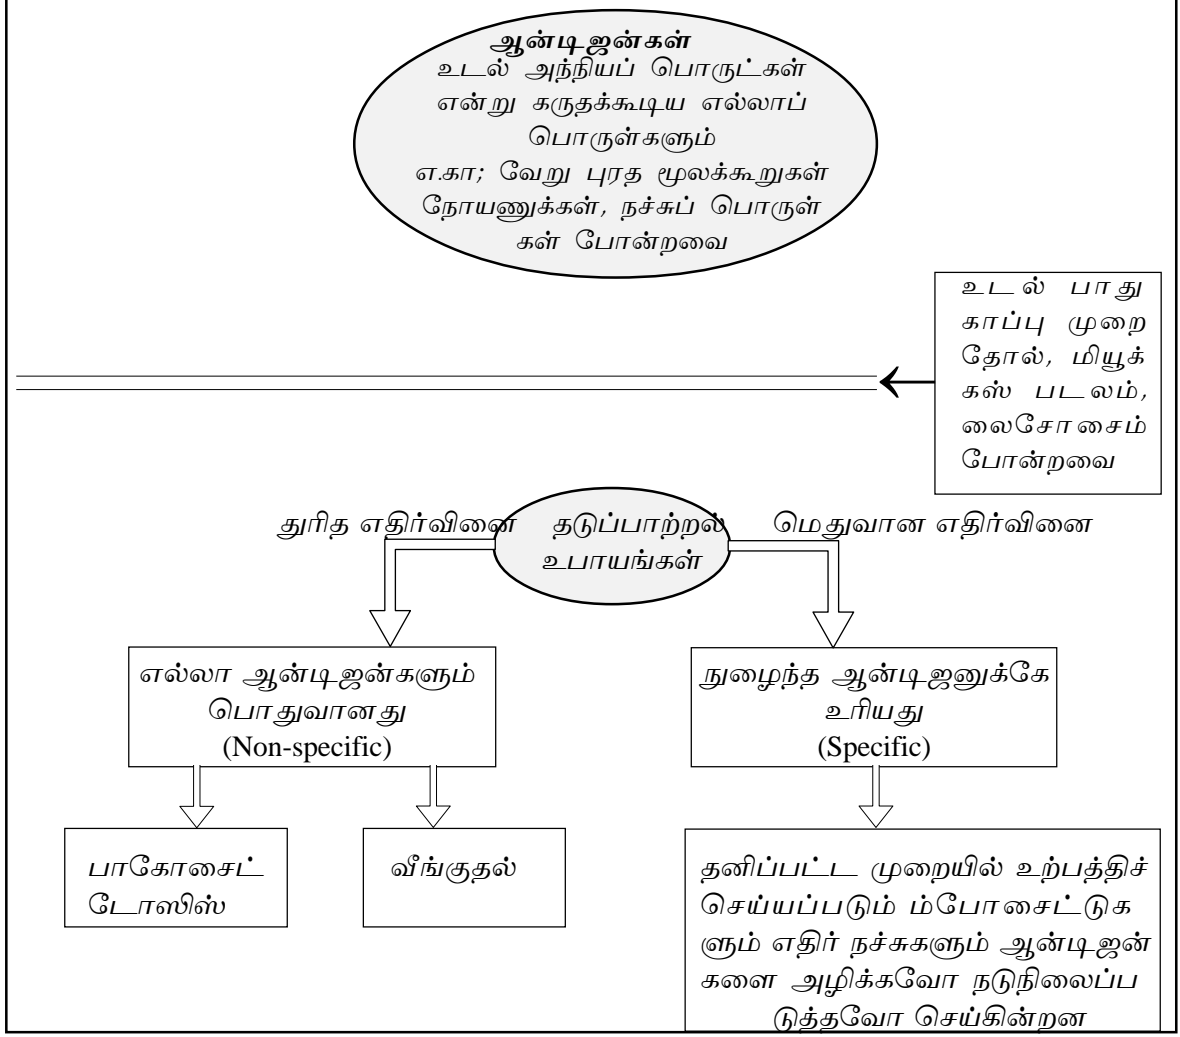 ஆன்டிஜன்கள்
உடல் அந்நியப் பொருட்கள்
என்று கருதக்கூடிய எல்லாப்
பொருள்களும்
எ.கா; வேறு புரத மூலக்கூறுகள்
நோயணுக்கள், நச்சுப் பொருள்
கள் போன்றவை
உடல் பாது
காப்பு முறை
தோல், மியூக்
கஸ் படலம்,
லைசோசைம்
போன்றவை
துரித எதிர்வினை
தடுப்பாற்றல்
உபாயங்கள்
மெதுவான எதிர்வினை
எல்லா ஆன்டிஜன்களும்
பொதுவானது
(Non-specific)
நுழைந்த ஆன்டிஜனுக்கே
உரியது
(Specific)
பாகோசைட்
டோஸிஸ்
வீங்குதல்
தனிப்பட்ட முறையில் உற்பத்திச்
செய்யப்படும் ம்போசைட்டுக
ளும் எதிர் நச்சுகளும் ஆன்டிஜன்
களை அழிக்கவோ நடுநிலைப்ப
டுத்தவோ செய்கின்றன